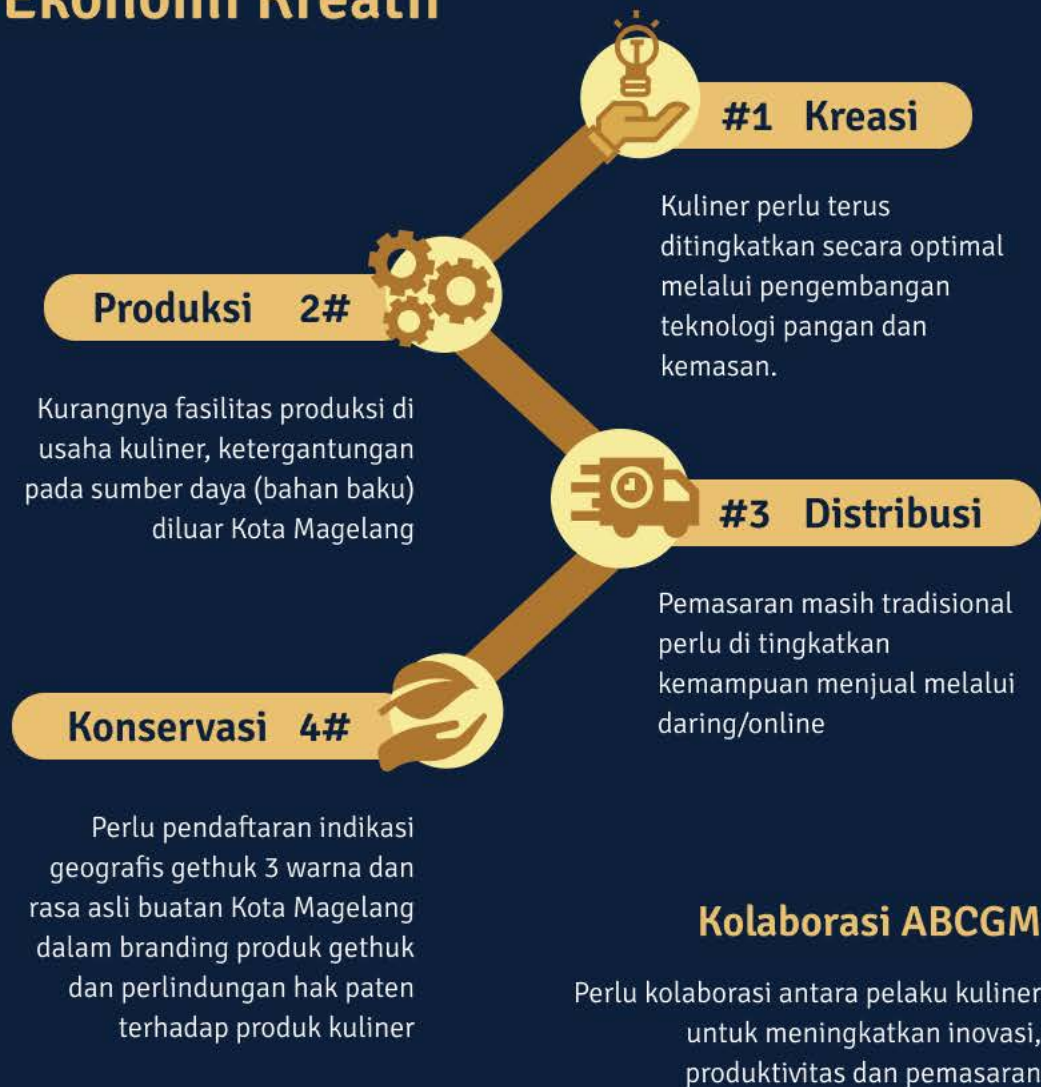 Ekonomi Kreatif
#1 Kreasi
Kuliner perlu terus
ditingkatkan secara optimal
melalui pengembangan
teknologi pangan dan
kemasan.
Produksi 2#
Kurangnya fasilitas produksi di
usaha kuliner, ketergantungan
pada sumber daya (bahan baku)
diluar Kota Magelang
#3 Distribusi
Pemasaran masih tradisional
perlu di tingkatkan
kemampuan menjual melalui
daring/online
Konservasi 4#
Perlu pendaftaran indikasi
geografis gethuk 3 warna dan
rasa asli buatan Kota Magelang
dalam branding produk gethuk
dan perlindungan hak paten
terhadap produk kuliner
Kolaborasi ABCGM
Perlu kolaborasi antara pelaku kuliner
untuk meningkatkan inovasi,
produktivitas dan pemasaran